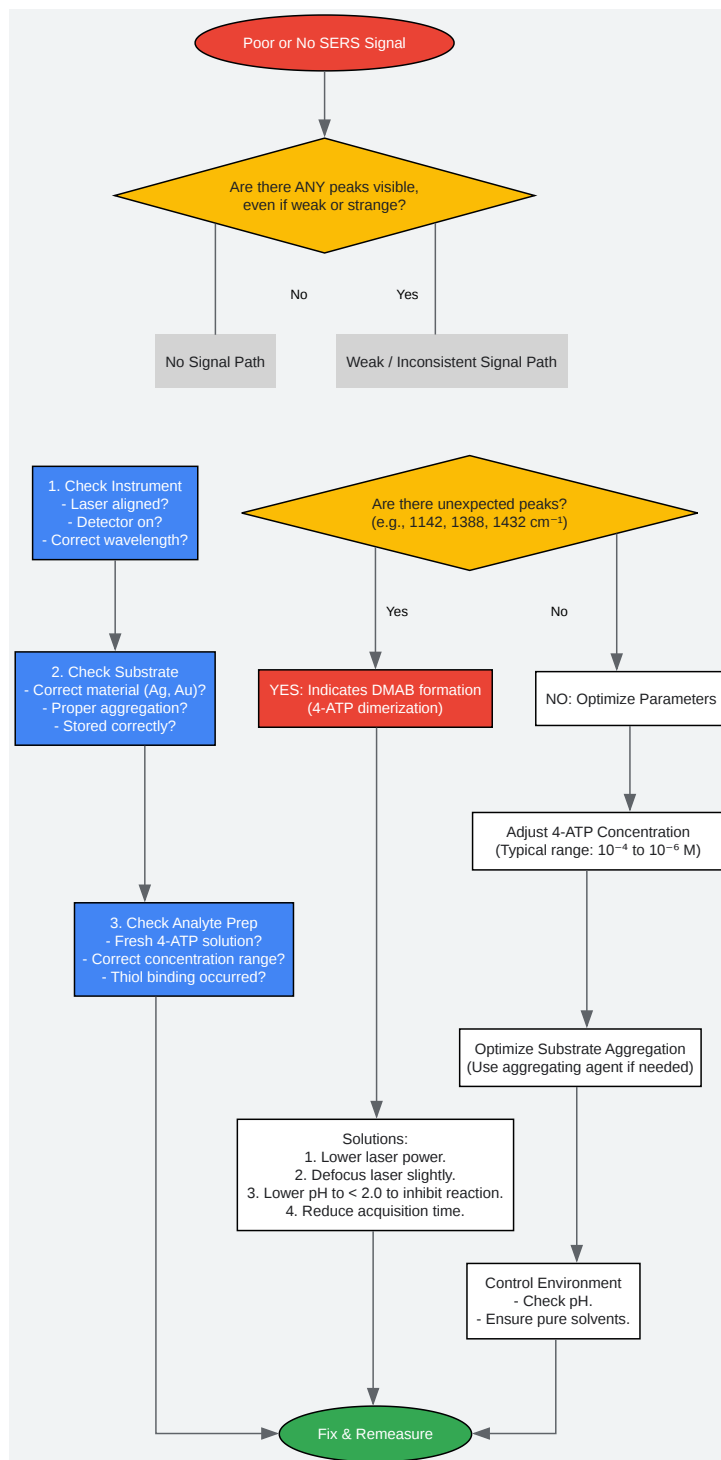 Poor or No SERS Signal
Are there ANY peaks visible,
even if weak or strange?
No
Yes
No Signal Path
Weak / Inconsistent Signal Path
1. Check Instrument
- Laser aligned?
- Detector on?
- Correct wavelength?
Are there unexpected peaks?
(e.g., 1142, 1388, 1432 cm⁻¹)
Yes
No
2. Check Substrate
- Correct material (Ag, Au)?
- Proper aggregation?
- Stored correctly?
YES: Indicates DMAB formation
(4-ATP dimerization)
NO: Optimize Parameters
Adjust 4-ATP Concentration
(Typical range: 10⁻⁴ to 10⁻⁶ M)
3. Check Analyte Prep
- Fresh 4-ATP solution?
- Correct concentration range?
- Thiol binding occurred?
Optimize Substrate Aggregation
(Use aggregating agent if needed)
Solutions:
1. Lower laser power.
2. Defocus laser slightly.
3. Lower pH to < 2.0 to inhibit reaction.
4. Reduce acquisition time.
Control Environment
- Check pH.
- Ensure pure solvents.
Fix & Remeasure